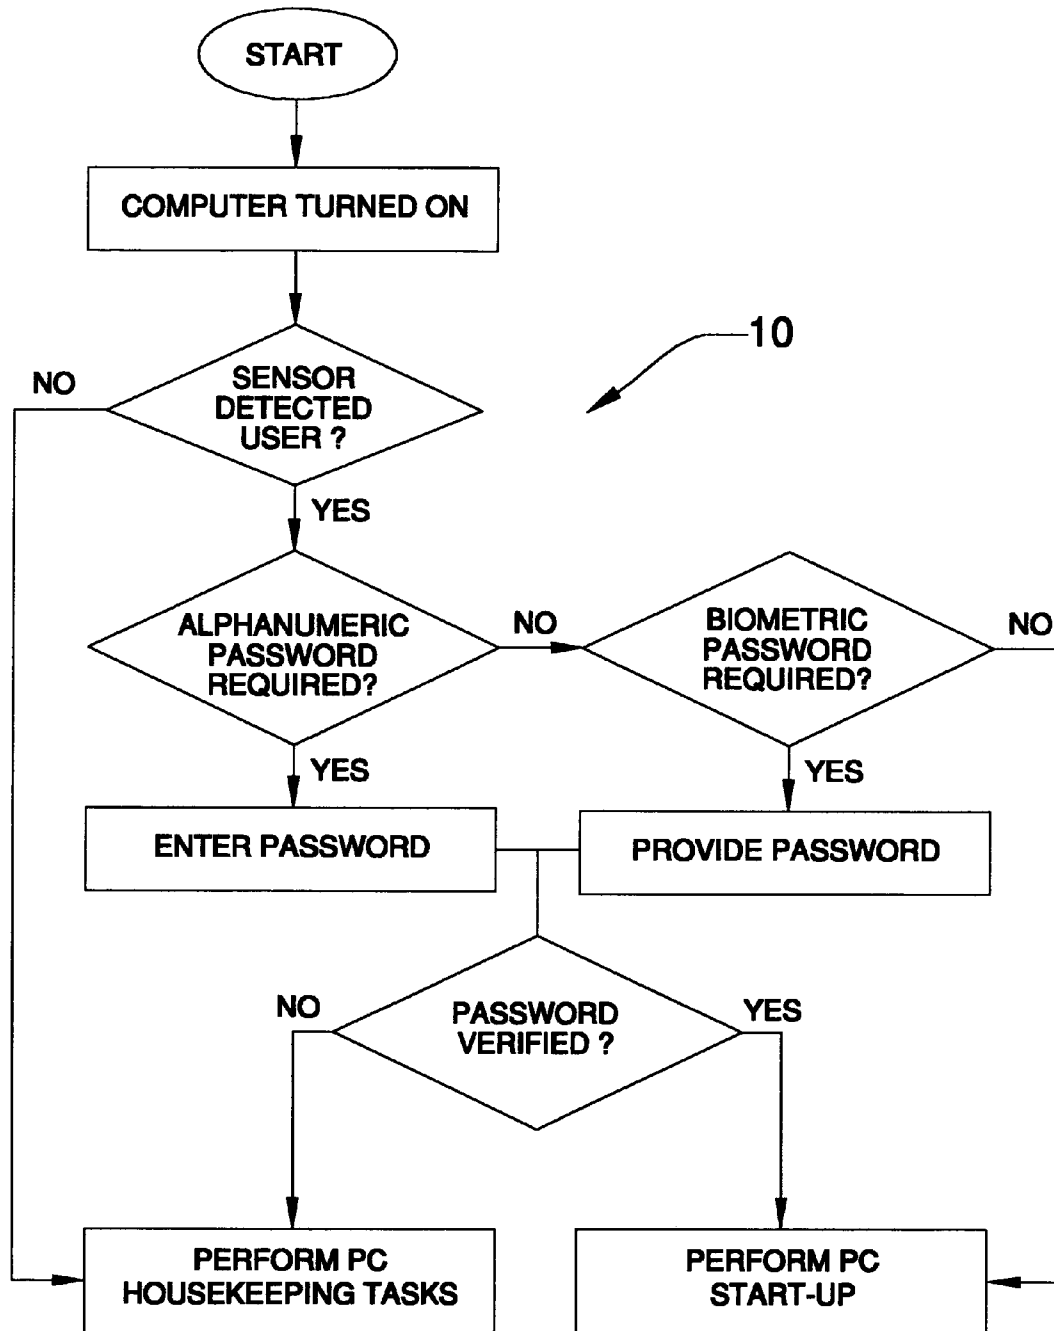 START
COMPUTER TURNED ON
10
NO
SENSOR
DETECTED
USER ?
YES
ALPHANUMERIC
PASSWORD
REQUIRED?
NO
BIOMETRIC
PASSWORD
REQUIRED?
NO
YES
YES
ENTER PASSWORD
PROVIDE PASSWORD
NO
PASSWORD
VERIFIED ?
YES
PERFORM PC
HOUSEKEEPING TASKS
PERFORM PC
START-UP